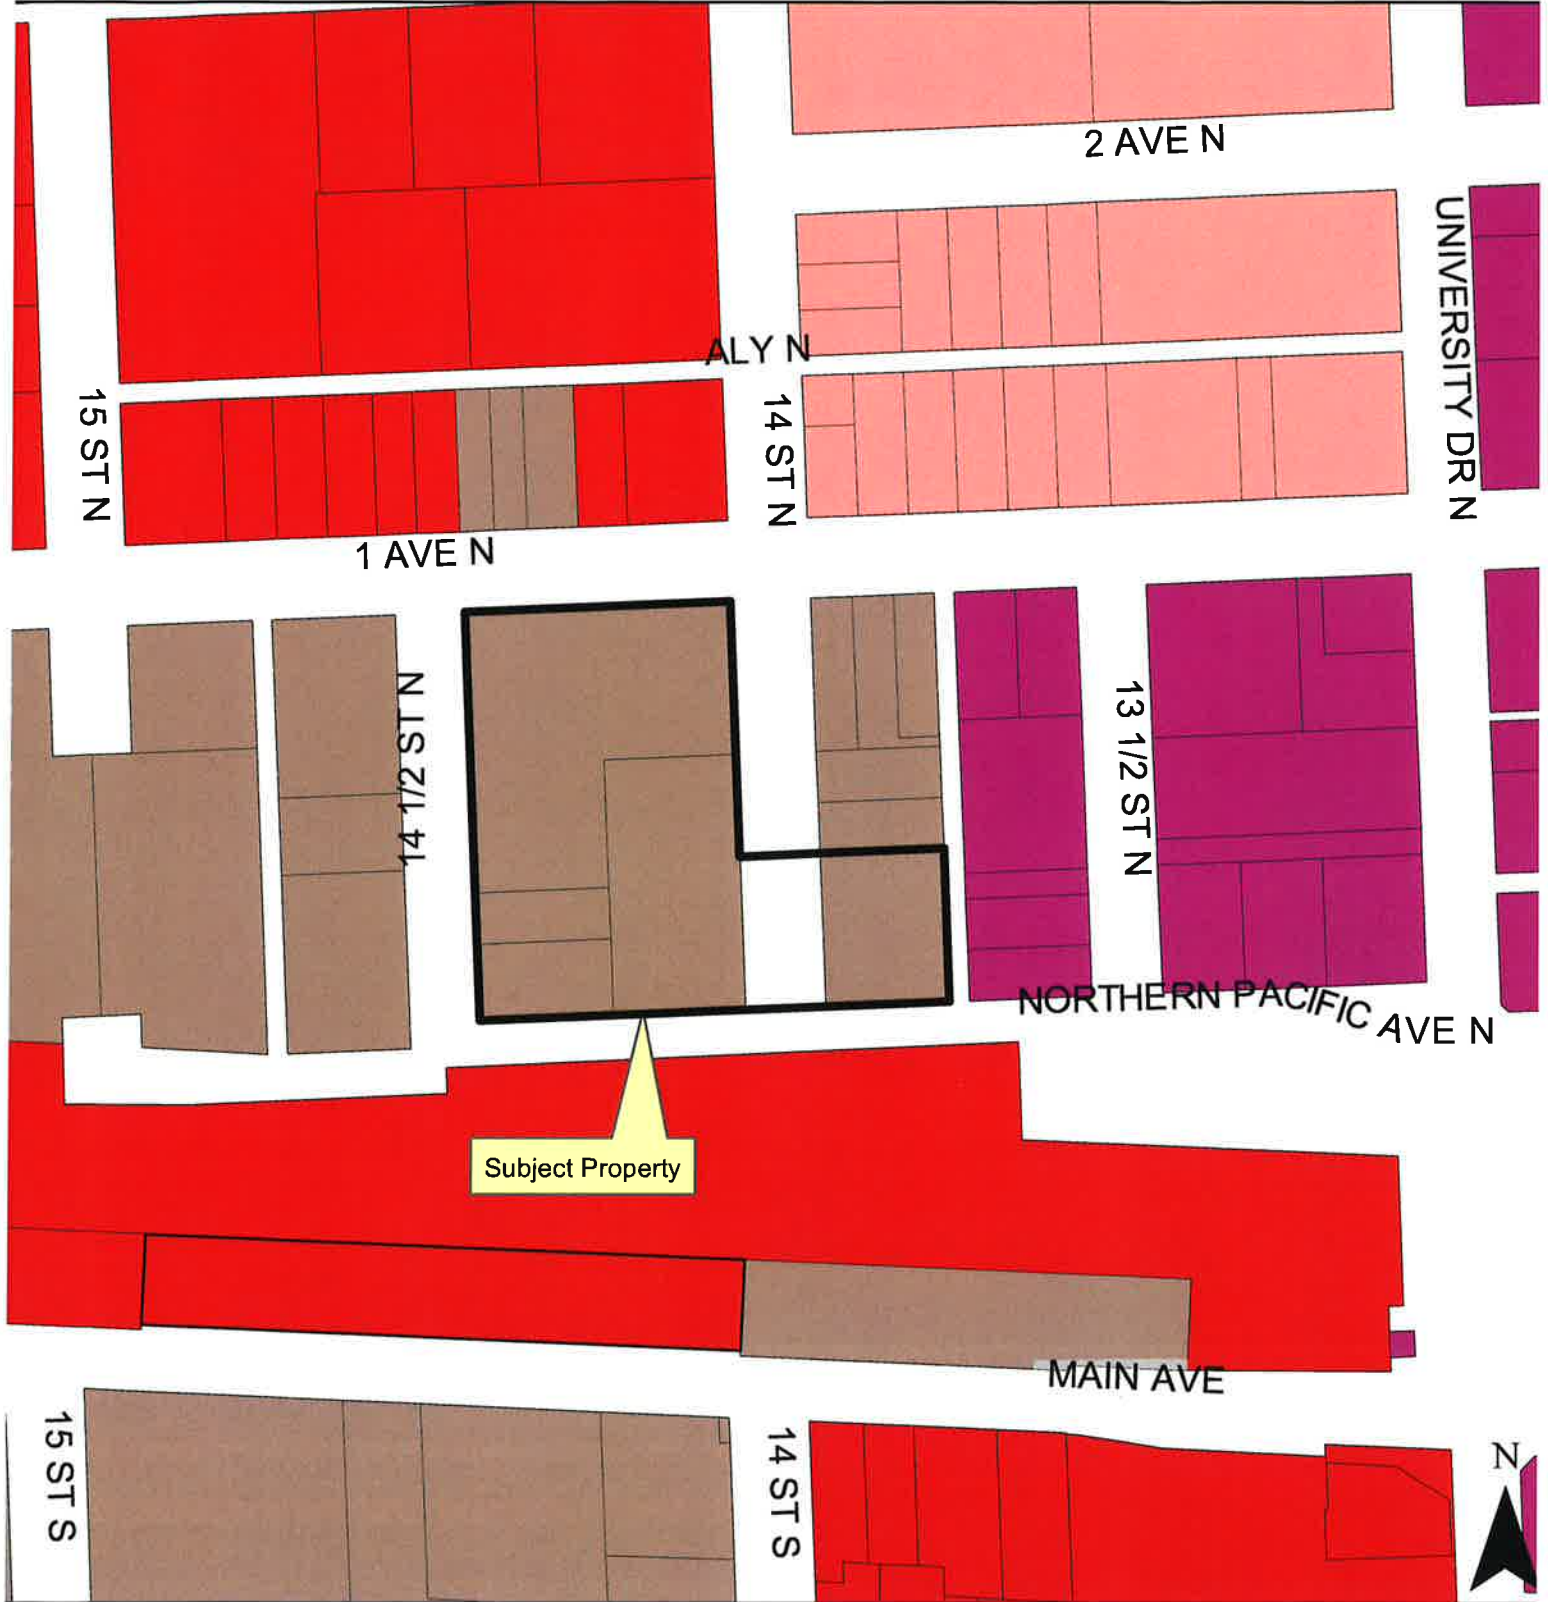 2 AVE N
UNIVERSITY DR N
ALY N
15 ST N
14 ST N
1 AVE N
14 1/2 ST N
13 1/2 ST N
NORTHERN PACIFIC AVE N
Subject Property
MAIN AVE
15 ST S
14 ST S
N